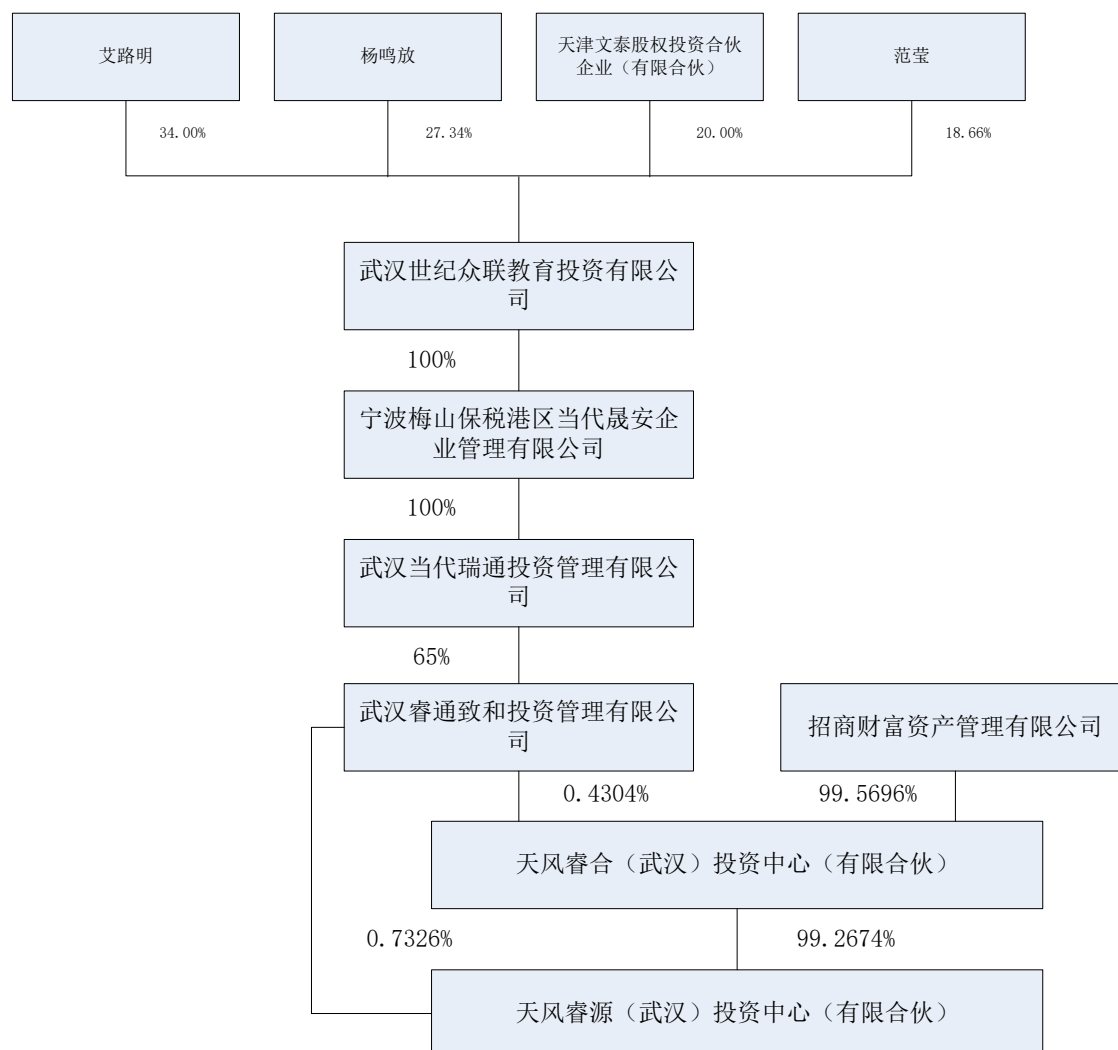 艾路明
杨鸣放
天津文泰股权投资合伙
企业（有限合伙）
范莹
34.00%
27.34%
20.00%
18.66%
武汉世纪众联教育投资有限公
司
100%
宁波梅山保税港区当代晟安企
业管理有限公司
100%
武汉当代瑞通投资管理有限公
司
65%
武汉睿通致和投资管理有限公
司
招商财富资产管理有限公司
0.4304%
99.5696%
天风睿合（武汉）投资中心（有限合伙）
0.7326%
99.2674%
天风睿源（武汉）投资中心（有限合伙）